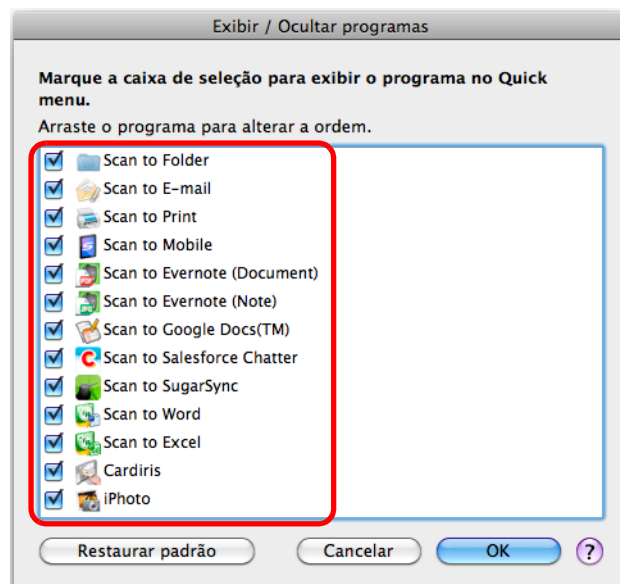 Exibir / Ocultar programas
Marque a caixa de seleção para exibir o programa no Quick
menu.
Arraste o programa para alterar a ordem.
Scan to Folder
Scan to E-mail
Scan to Print
Scan to Mobile
Scan to Evernote (Document)
Scan to Evernote (Note)
Scan to Google Docs(TM)
Scan to Salesforce Chatter
Scan to SugarSync
Scan to Word
Scan to Excel
Cardiris
iPhoto
Restaurar padrão Cancelar OK ?